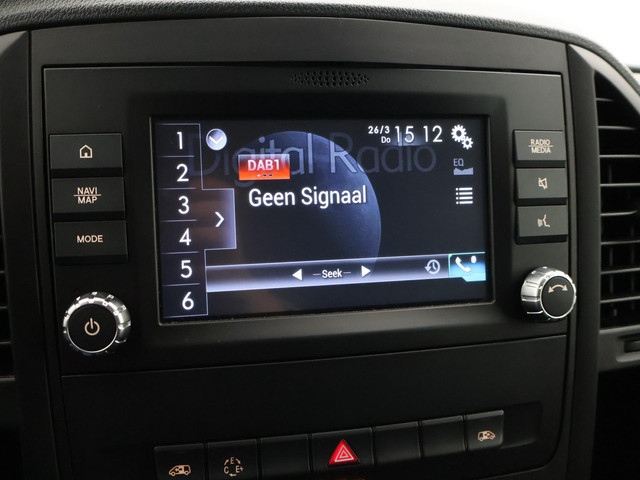 1
2
3
4
5
6
Digital Radio
DAB1
Geen Signaal
26/3
Do
15 12
EQ
Seek
NAVI
MAP
MODE
RADIO
MEDIA
E
C
E